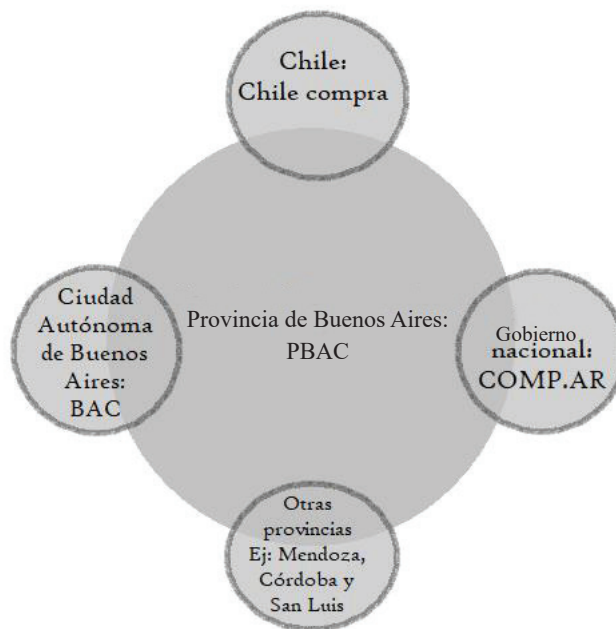 Chile:
Chile compra
Ciudad
Autónoma
de Buenos
Aires:
BAC
Provincia de Buenos Aires:
PBAC
Gobierno
nacional:
COMP.AR
Otras
provincias
Ej: Mendoza,
Córdoba y
San Luis